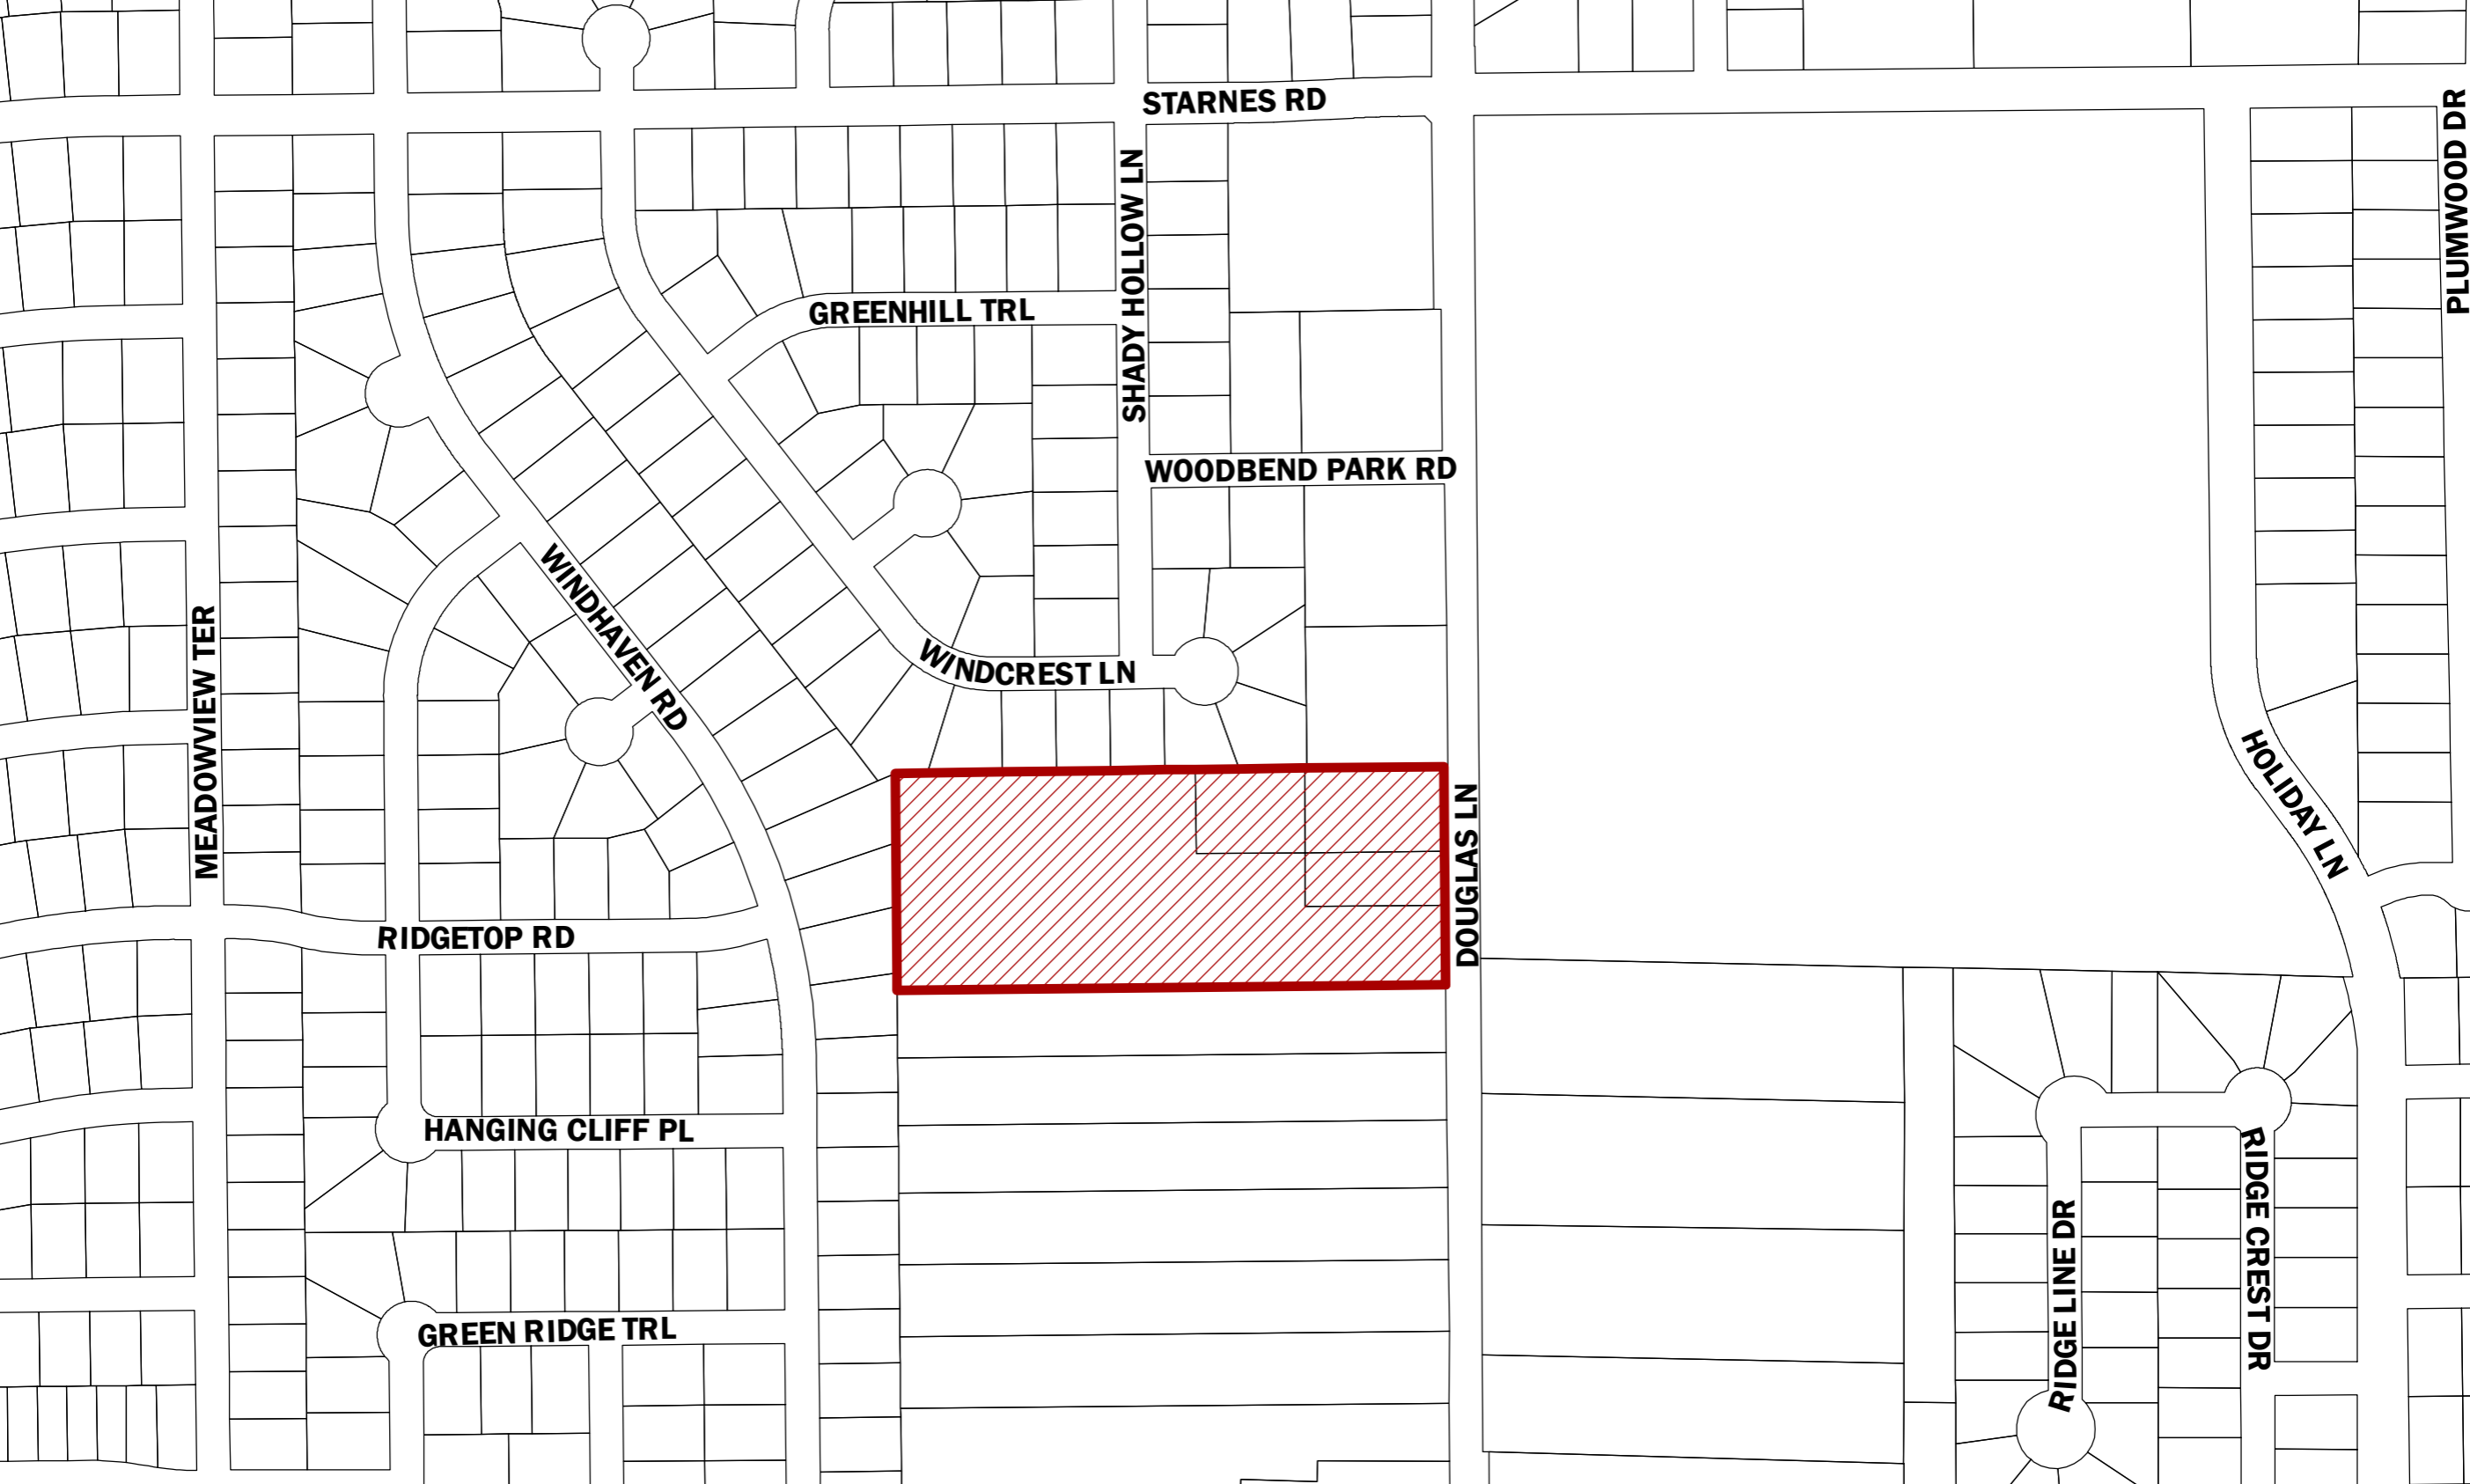 STARNES RD
PLUMWOOD DR
SHADY HOLLOW LN
GREENHILL TRL
WOODBEND PARK RD
WINDHAVEN RD
MEADOWVIEW TER
WINDCREST LN
HOLIDAY LN
DOUGLAS LN
RIDGETOP RD
HANGING CLIFF PL
RIDGE CREST DR
RIDGE LINE DR
GREEN RIDGE TRL